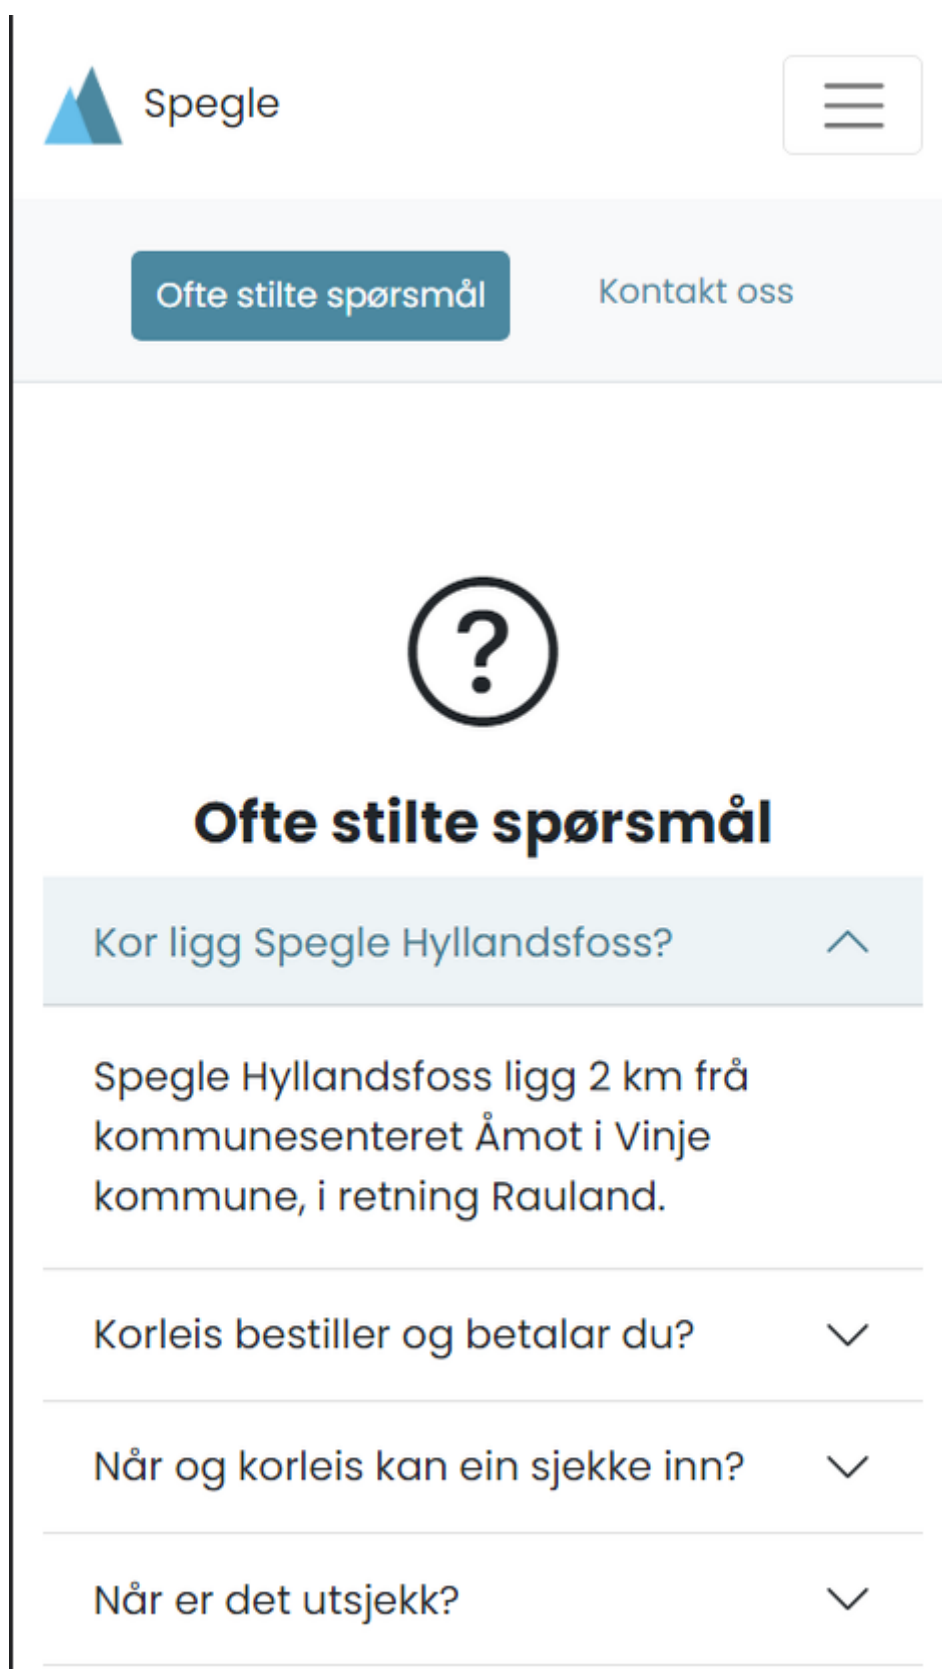 Spegle
Ofte stilte spørsmål
Kontakt oss
?
Ofte stilte spørsmål
Kor ligg Spegle Hyllandsfoss?
Spegle Hyllandsfoss ligg 2 km frå
kommunesenteret Åmot i Vinje
kommune, i retning Rauland.
Korleis bestiller og betalar du?
Når og korleis kan ein sjekke inn?
Når er det utsjekk?